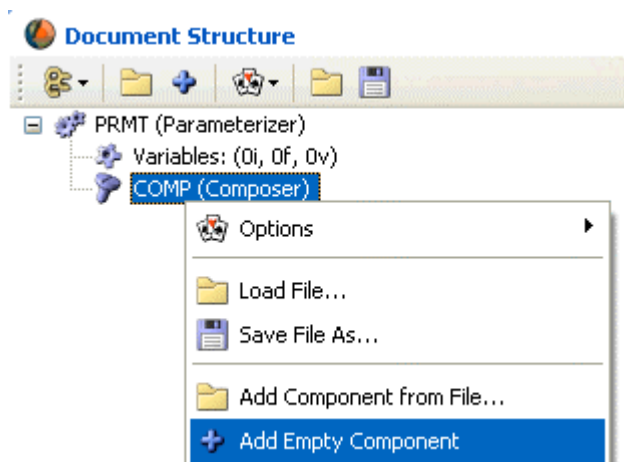 Document Structure
PRMT (Parameterizer)
Variables: (0i, 0f, 0v)
COMP (Composer)
Options
Load File...
Save File As...
Add Component from File...
Add Empty Component